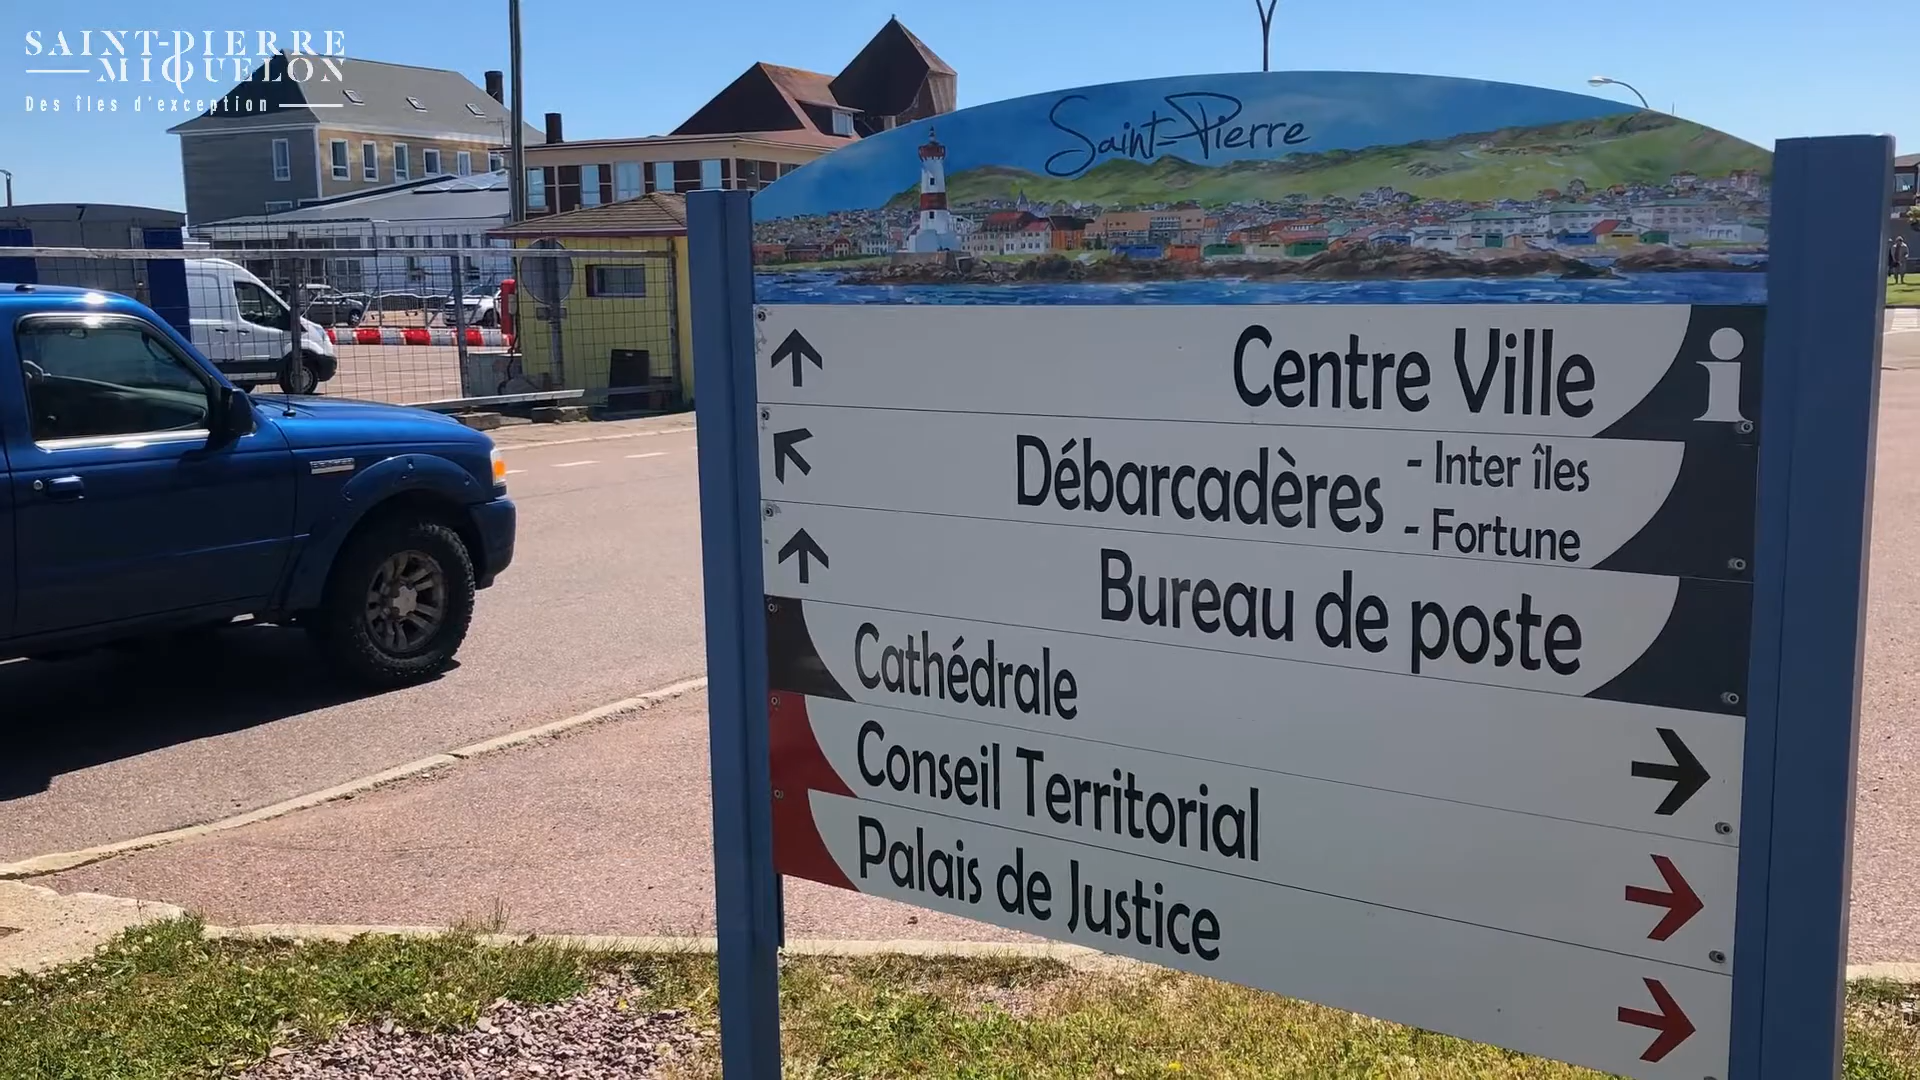 SAINT-PIERRE
MIQUELON
Des îles d'exception
Saint-Pierre
Centre Ville
i
Débarcadères - Inter îles
- Fortune
Bureau de poste
Cathédrale
Conseil Territorial
Palais de Justice